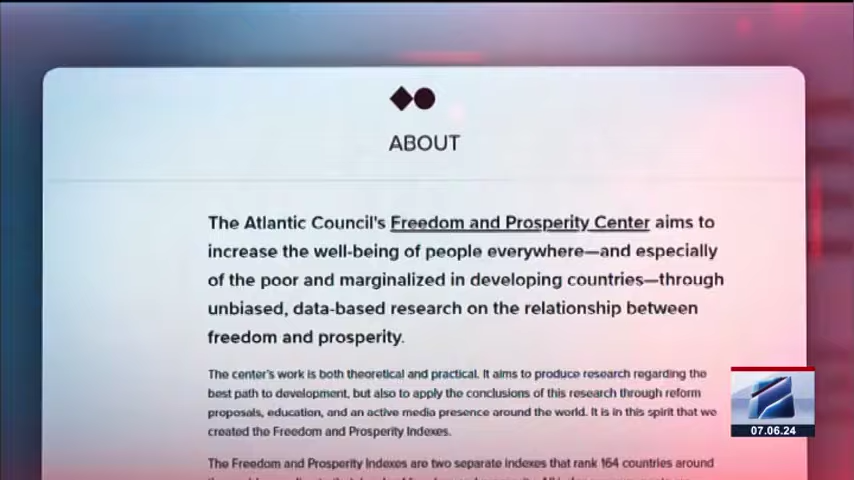 ABOUT
The Atlantic Council's Freedom and Prosperity Center aims to
increase the well-being of people everywhere—and especially
of the poor and marginalized in developing countries—through
unbiased, data-based research on the relationship between
freedom and prosperity.
The center's work is both theoretical and practical. It aims to produce research regarding the
best path to development, but also to apply the conclusions of this research through reform
proposals, education, and an active media presence around the world. It is in this spirit that we
created the Freedom and Prosperity Indexes.
The Freedom and Prosperity Indexes are two separate indexes that rank 164 countries around
07.06.24